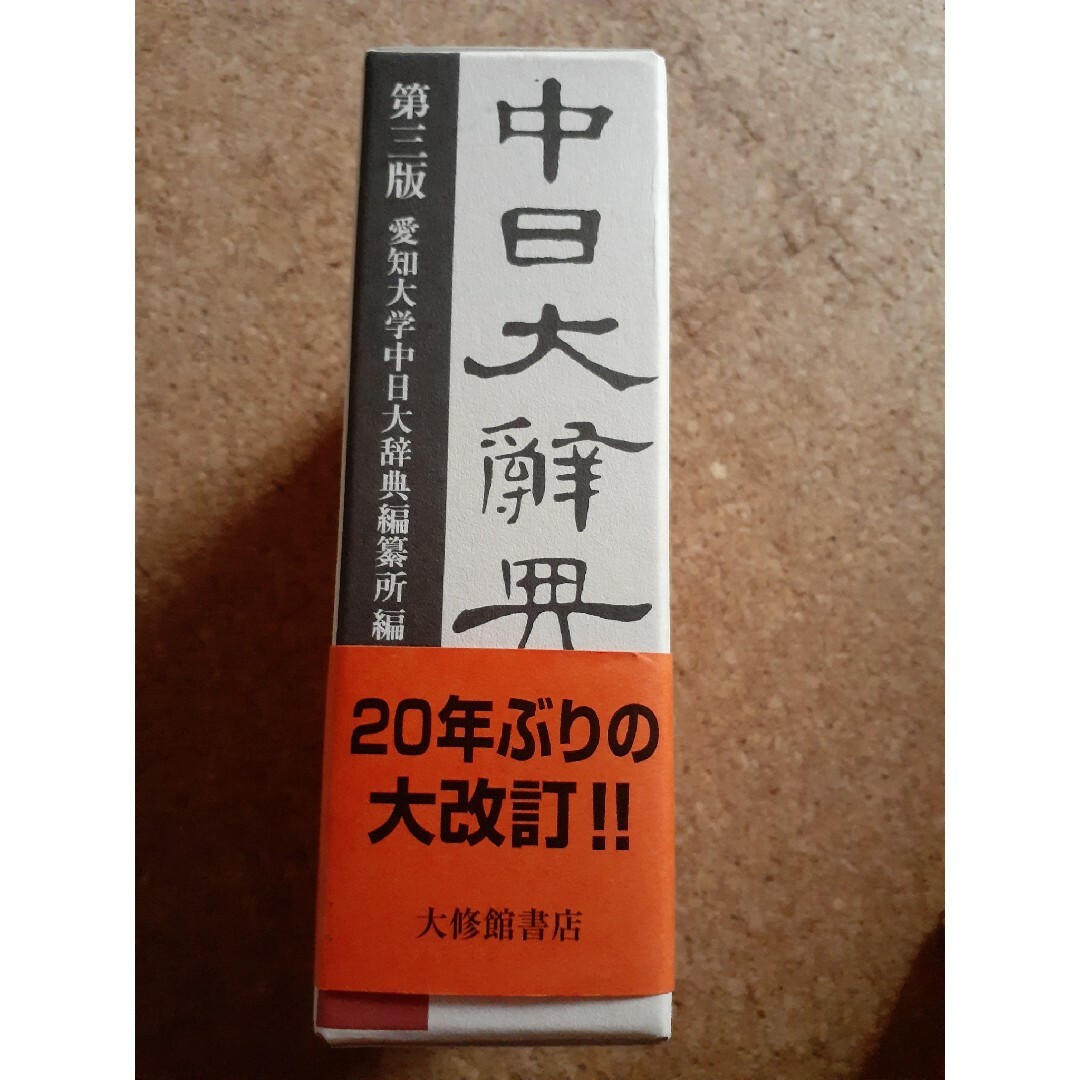 中日大辭典
第三版 愛知大学中日大辞典編纂所 編
20年ぶりの
大改訂!!
大修館書店